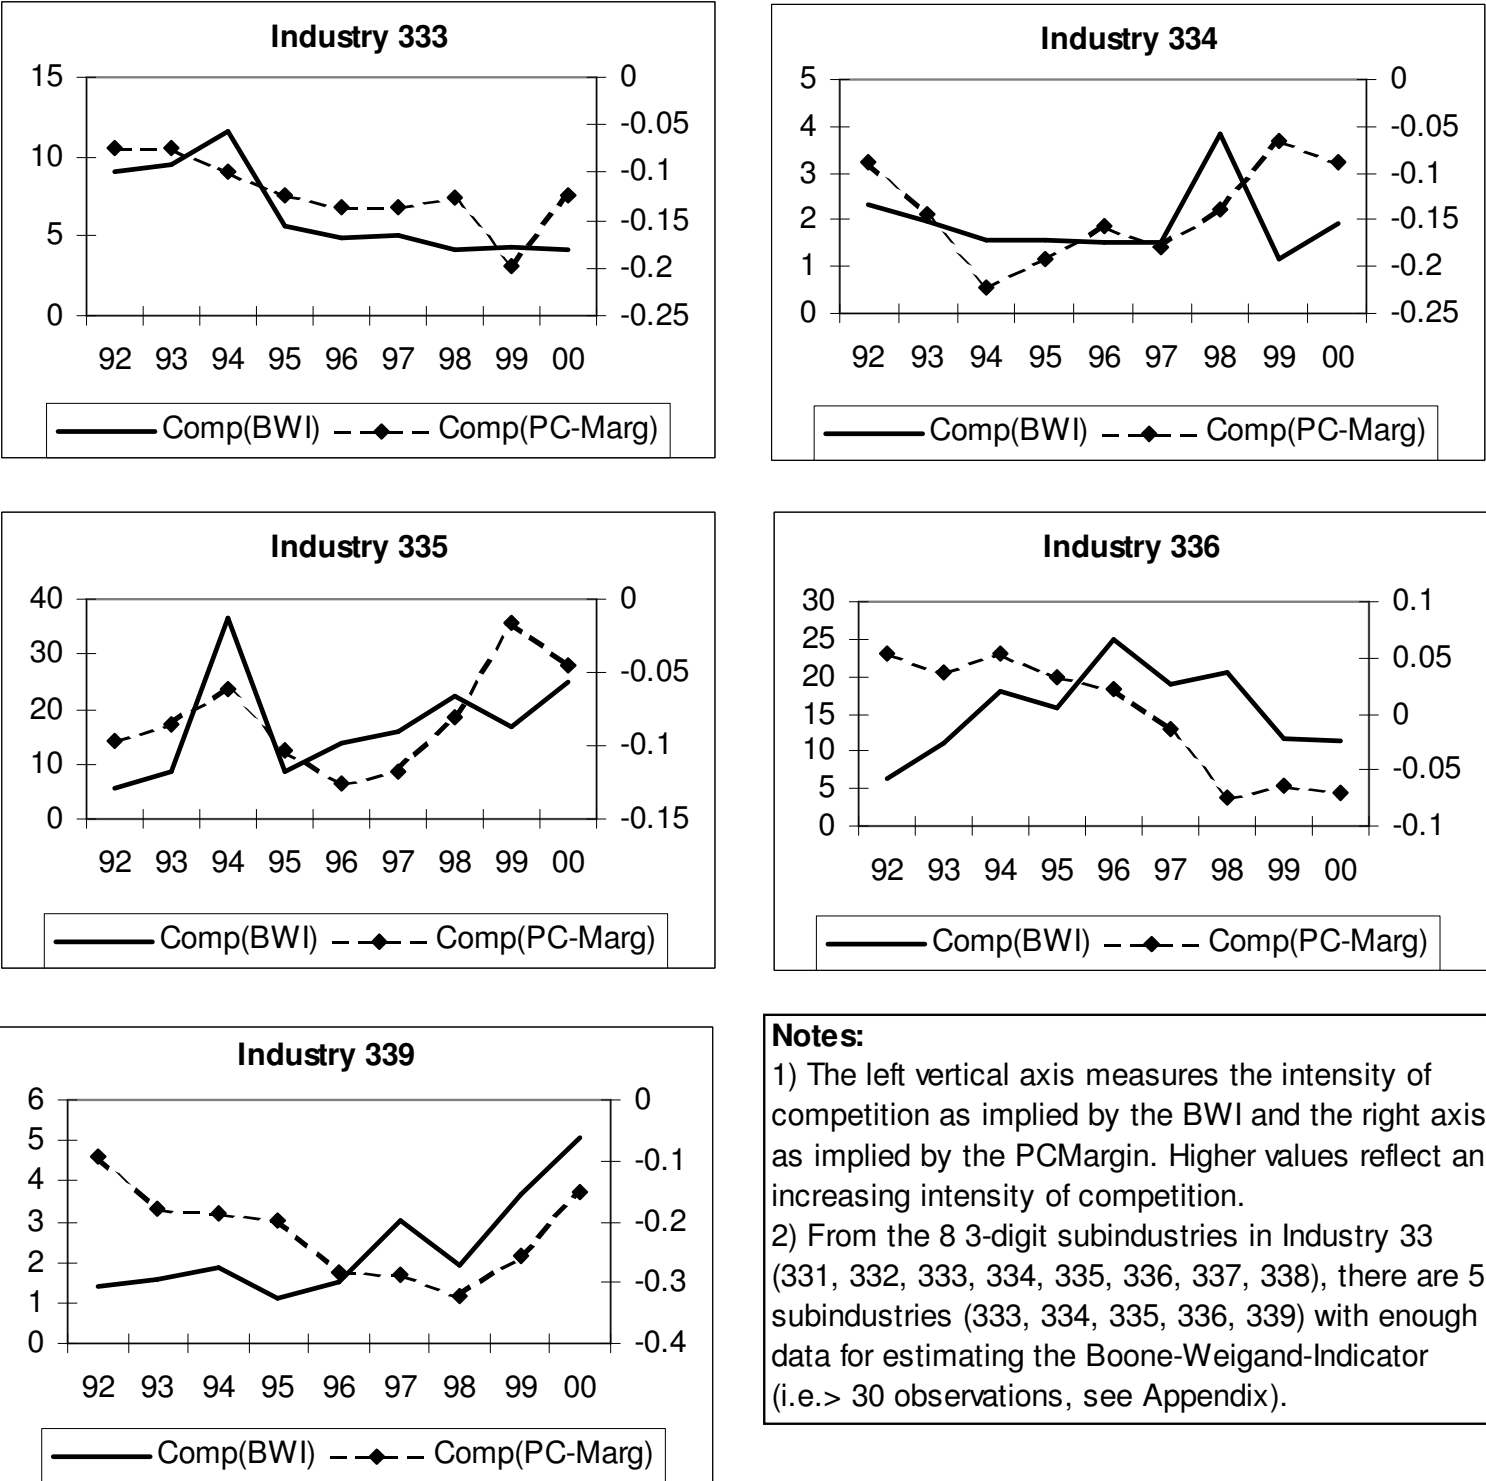 Industry 333
15 10 5 0
0 -0.05 -0.1 -0.15 -0.2 -0.25
92 93 94 95 96 97 98 99 00
Comp(BWI) Comp(PC-Marg)
Industry 334
5 4 3 2 1 0
0 -0.05 -0.1 -0.15 -0.2 -0.25
92 93 94 95 96 97 98 99 00
Comp(BWI) Comp(PC-Marg)
Industry 335
40 30 20 10 0
0 -0.05 -0.1 -0.15
92 93 94 95 96 97 98 99 00
Comp(BWI) Comp(PC-Marg)
Industry 336
30 25 20 15 10 5 0
0.1 0.05 0 -0.05 -0.1
92 93 94 95 96 97 98 99 00
Comp(BWI) Comp(PC-Marg)
Industry 339
6 5 4 3 2 1 0
0 -0.1 -0.2 -0.3 -0.4
92 93 94 95 96 97 98 99 00
Comp(BWI) Comp(PC-Marg)
Notes:
1) The left vertical axis measures the intensity of
competition as implied by the BWI and the right axis
as implied by the PCMargin. Higher values reflect an
increasing intensity of competition.
2) From the 8 3-digit subindustries in Industry 33
(331, 332, 333, 334, 335, 336, 337, 338), there are 5
subindustries (333, 334, 335, 336, 339) with enough
data for estimating the Boone-Weigand-Indicator
(i.e.> 30 observations, see Appendix).